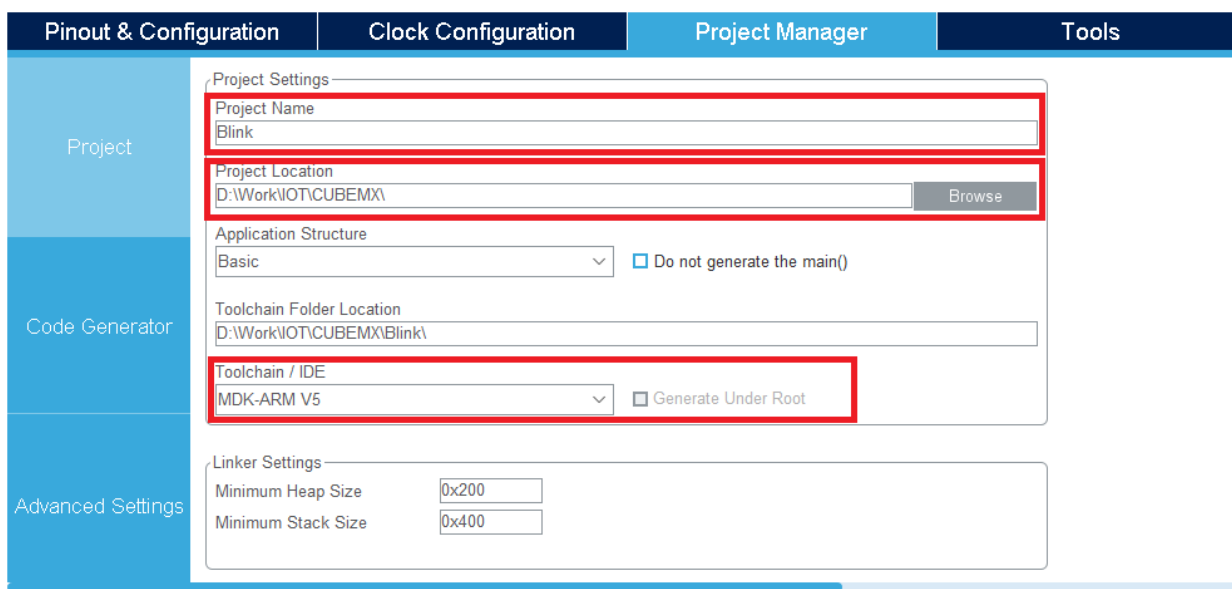 Pinout & Configuration Clock Configuration Project Manager Tools
Project
Code Generator
Advanced Settings
Project Settings
Project Name
Blink
Project Location
D:\Work\IOT\CUBEMX\ Browse
Application Structure
Basic Do not generate the main()
Toolchain Folder Location
D:\Work\IOT\CUBEMX\Blink\
Toolchain / IDE
MDK-ARM V5 Generate Under Root
Linker Settings
Minimum Heap Size 0x200
Minimum Stack Size 0x400